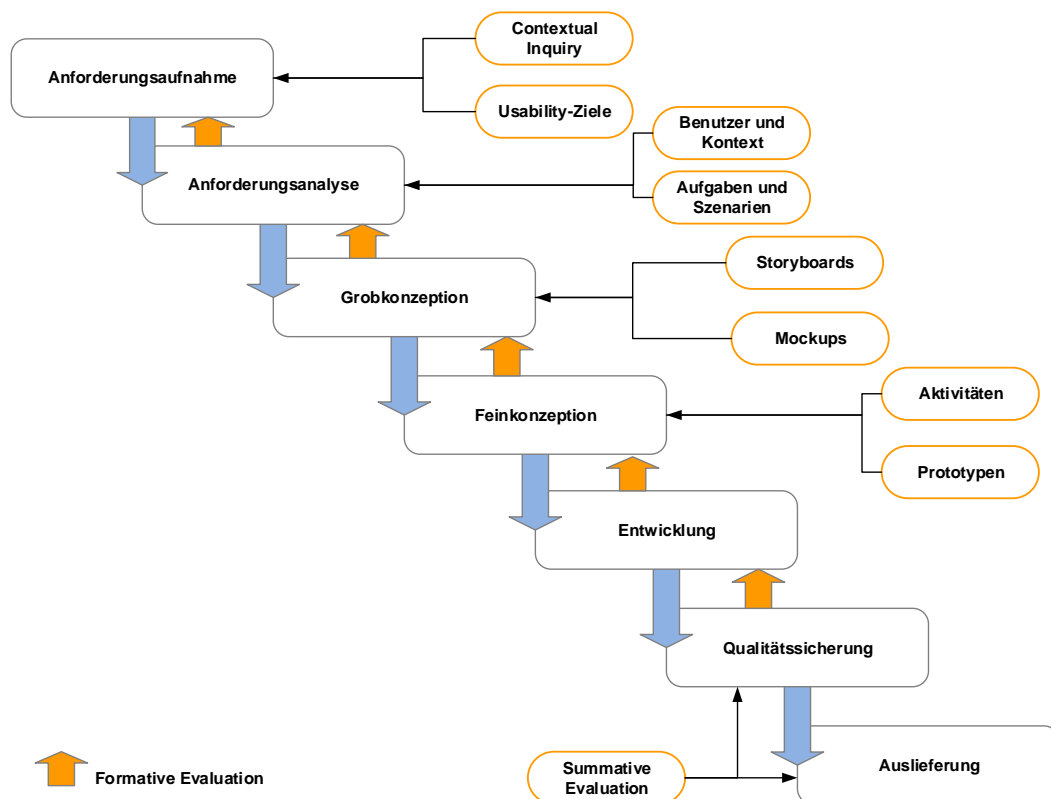 Contextual
Inquiry
Anforderungsaufnahme
Usability-Ziele
Benutzer und
Kontext
Anforderungsanalyse
Aufgaben und
Szenarien
Storyboards
Grobkonzeption
Mockups
Aktivitäten
Feinkonzeption
Prototypen
Entwicklung
Qualitätssicherung
Summative
Evaluation
Auslieferung
Formative Evaluation